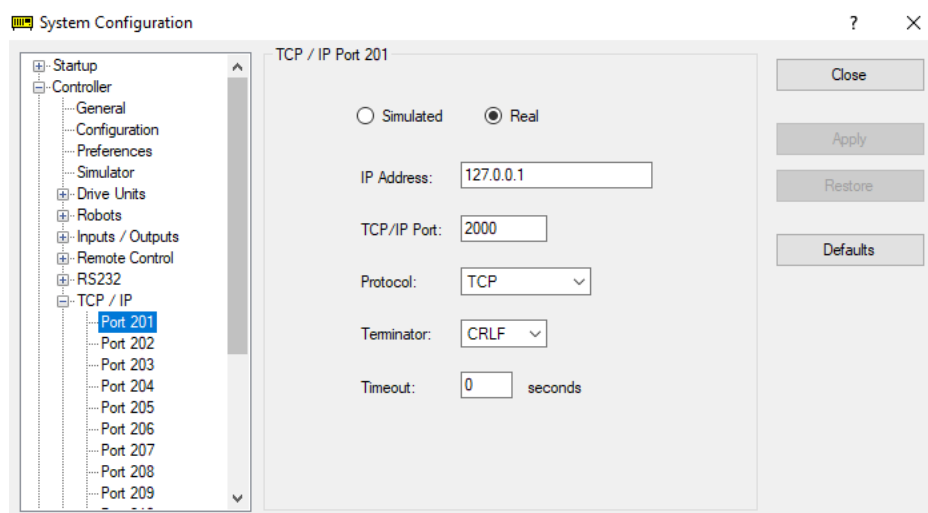 System Configuration
?
Startup
Controller
General
Configuration
Preferences
Simulator
Drive Units
Robots
Inputs / Outputs
Remote Control
RS232
TCP / IP
Port 201
Port 202
Port 203
Port 204
Port 205
Port 206
Port 207
Port 208
Port 209
TCP / IP Port 201
Simulated Real
IP Address: 127.0.0.1
TCP/IP Port: 2000
Protocol: TCP
Terminator: CRLF
Timeout: 0 seconds
Close
Apply
Restore
Defaults